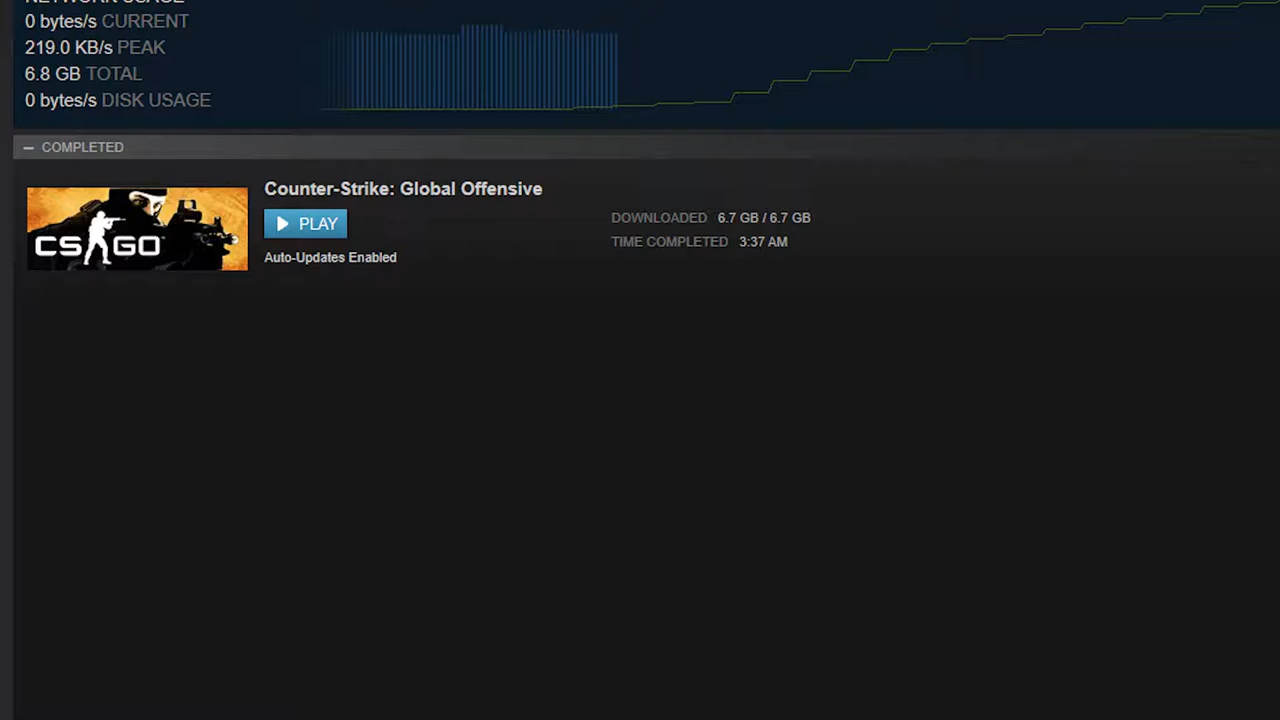 NETWORK USAGE
0 bytes/s CURRENT
219.0 KB/s PEAK
6.8 GB TOTAL
0 bytes/s DISK USAGE
— COMPLETED
Counter-Strike: Global Offensive
PLAY
Auto-Updates Enabled
DOWNLOADED 6.7 GB / 6.7 GB
TIME COMPLETED 3:37 AM
CS GO